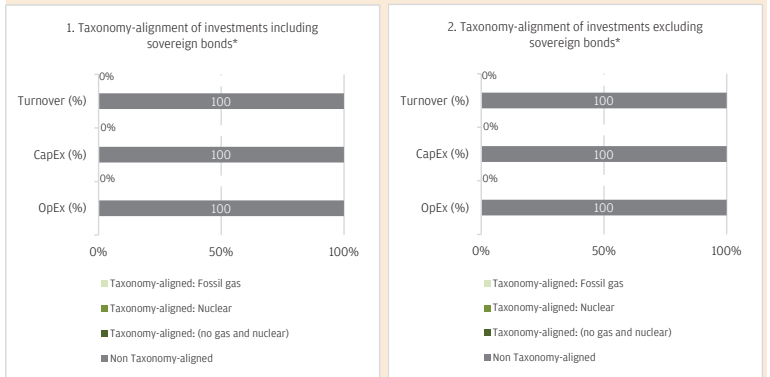 1. Taxonomy-alignment of investments including
sovereign bonds*
0%
Turnover (%)
100
0%
CapEx (%)
100
0%
OpEx (%)
100
0%
50%
100%
Taxonomy-aligned: Fossil gas
Taxonomy-aligned: Nuclear
Taxonomy-aligned: (no gas and nuclear)
Non Taxonomy-aligned
2. Taxonomy-alignment of investments excluding
sovereign bonds*
0%
Turnover (%)
100
0%
CapEx (%)
100
0%
OpEx (%)
100
0%
50%
100%
Taxonomy-aligned: Fossil gas
Taxonomy-aligned: Nuclear
Taxonomy-aligned: (no gas and nuclear)
Non Taxonomy-aligned